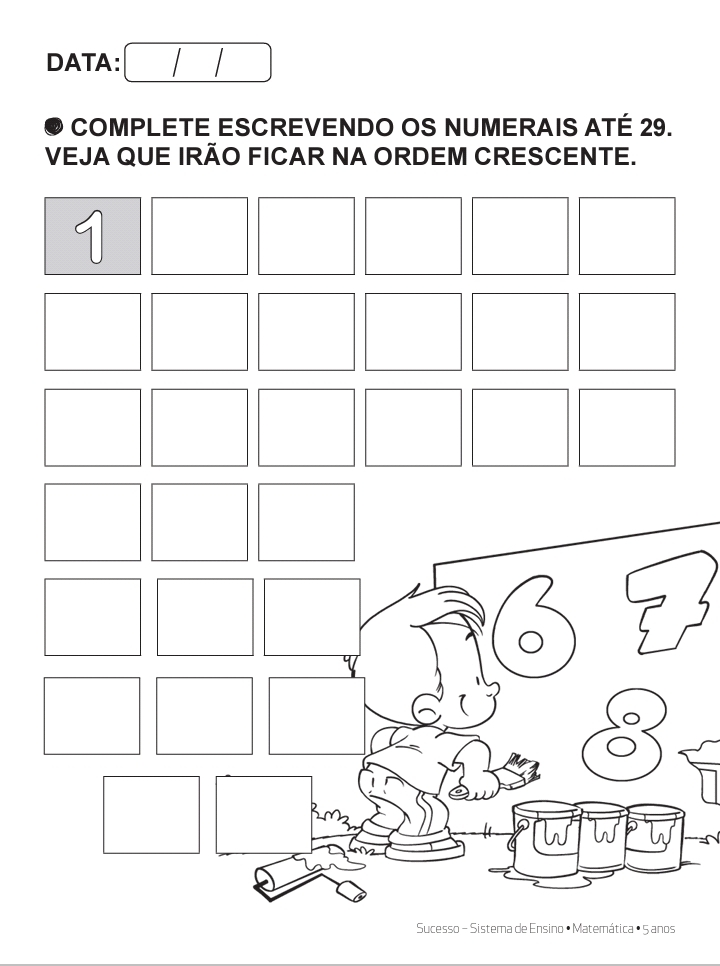 DATA: / /
COMPLETE ESCREVENDO OS NUMERAIS ATÉ 29.
VEJA QUE IRÃO FICAR NA ORDEM CRESCENTE.
1
6 7
8
Sucesso – Sistema de Ensino • Matemática • 5 anos